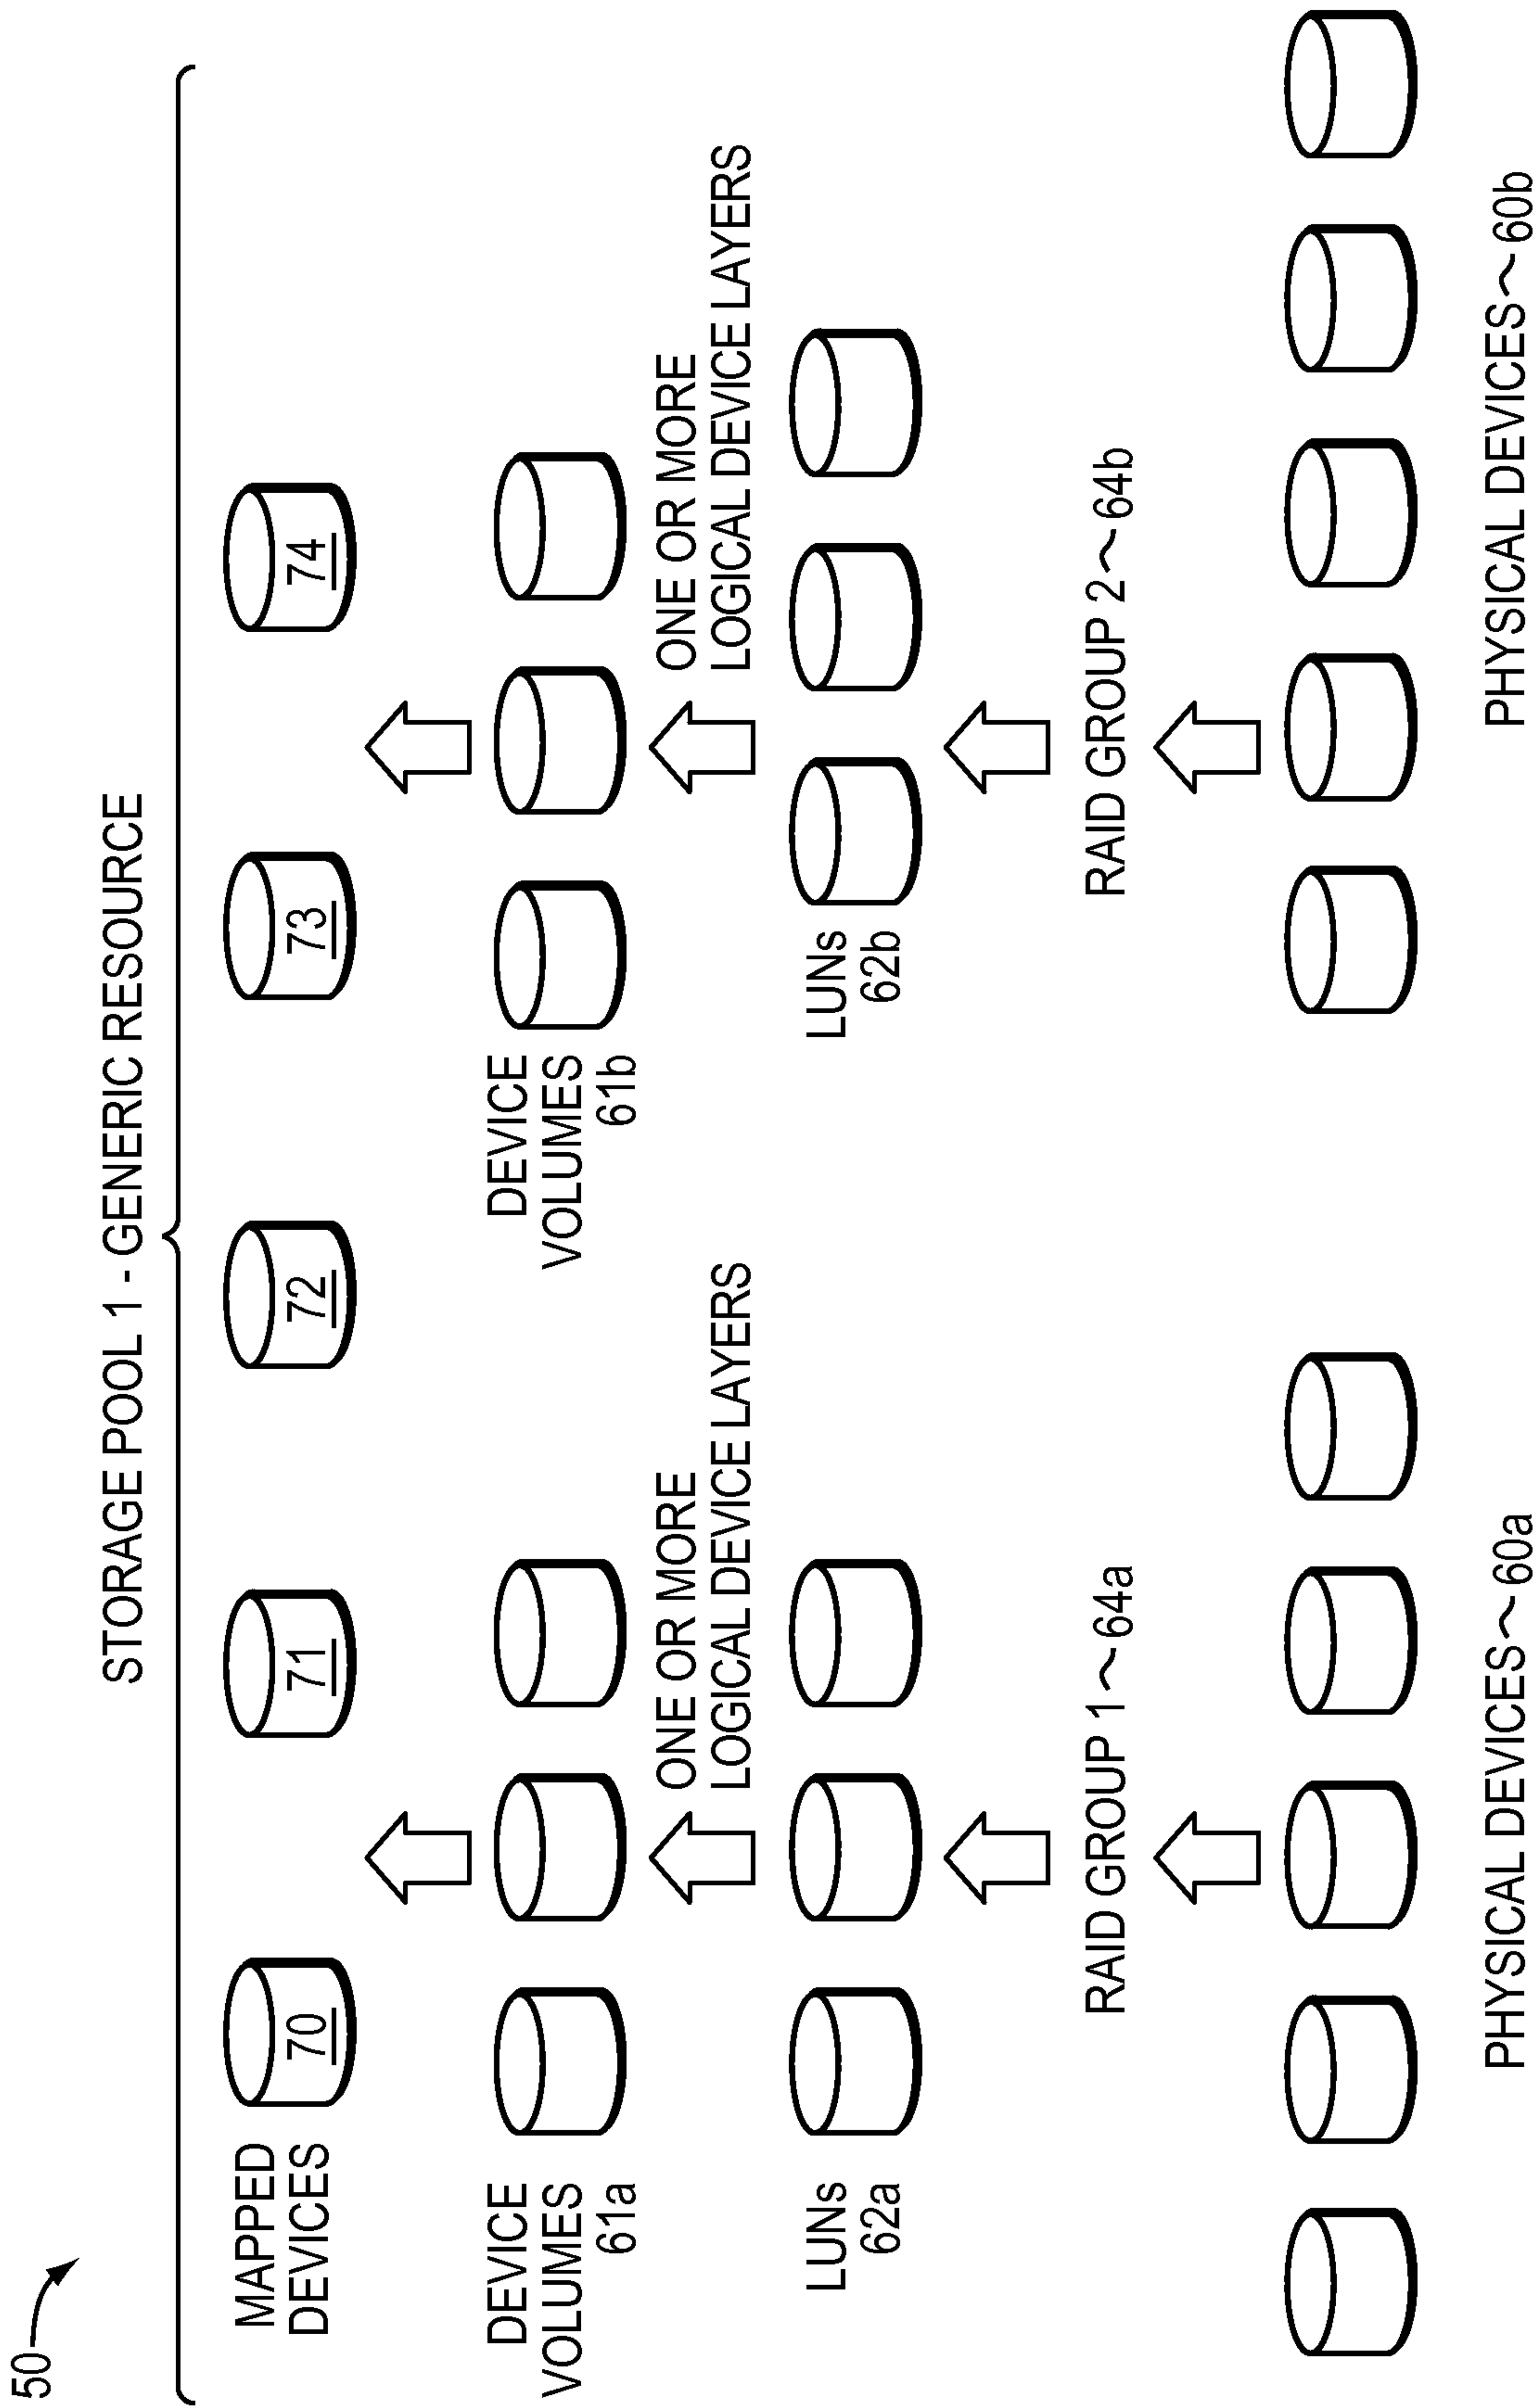 50
STORAGE POOL 1 - GENERIC RESOURCE
MAPPED
DEVICES
70
71
72
73
74
DEVICE
VOLUMES
61a
DEVICE
VOLUMES
61b
ONE OR MORE
LOGICAL DEVICE LAYERS
ONE OR MORE
LOGICAL DEVICE LAYERS
LUNs
62a
LUNs
62b
RAID GROUP 1~64a
RAID GROUP 2~64b
PHYSICAL DEVICES~60a
PHYSICAL DEVICES~60b